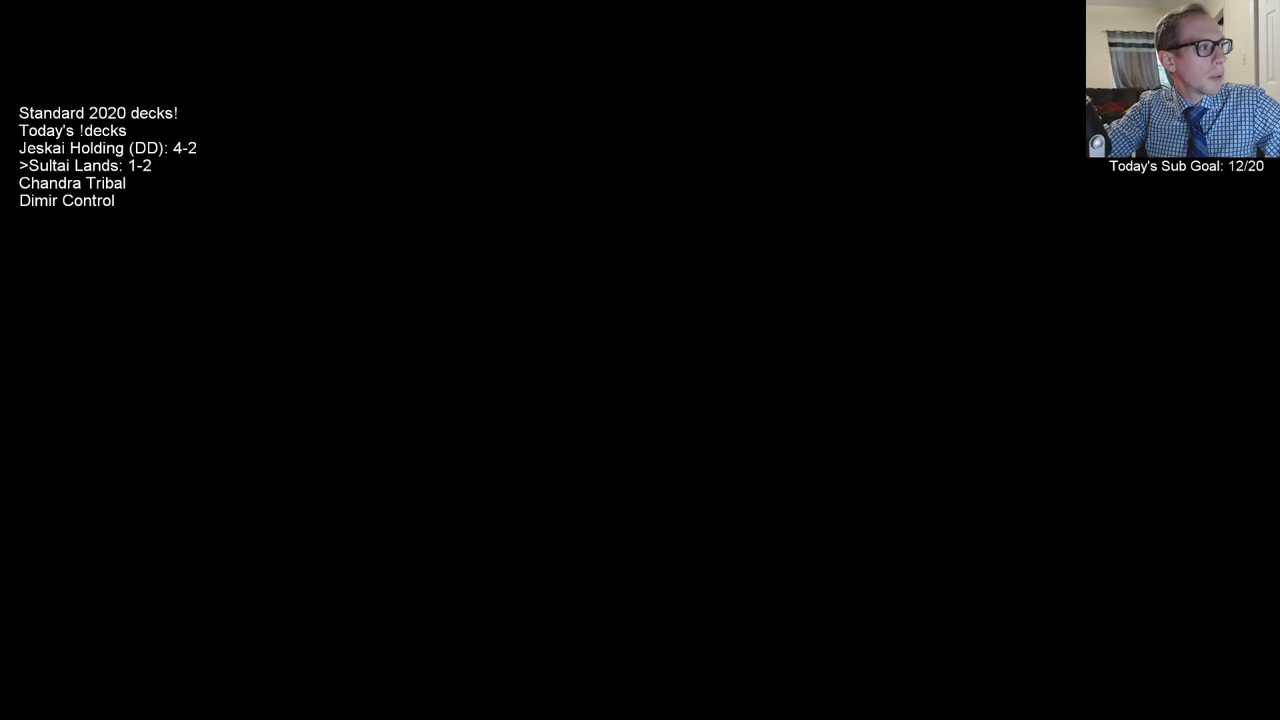 Standard 2020 decks!
Today's !decks
Jeskai Holding (DD): 4-2
>Sultai Lands: 1-2
Chandra Tribal
Dimir Control
Today's Sub Goal: 12/20